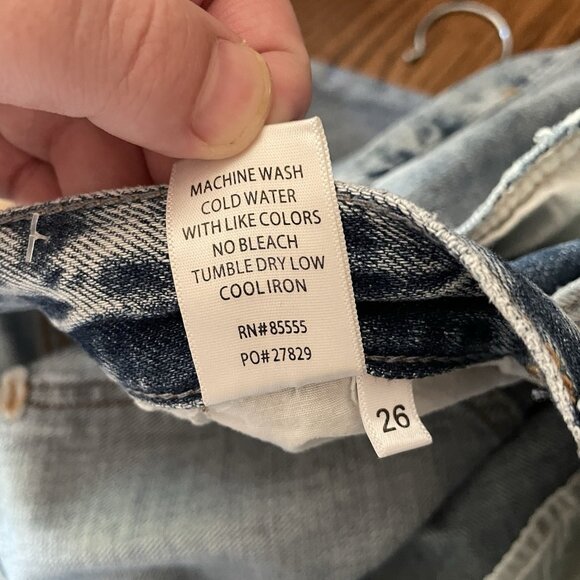 MACHINE WASH
COLD WATER
WITH LIKE COLORS
NO BLEACH
TUMBLE DRY LOW
COOL IRON
RN#85555
PO#27829
26